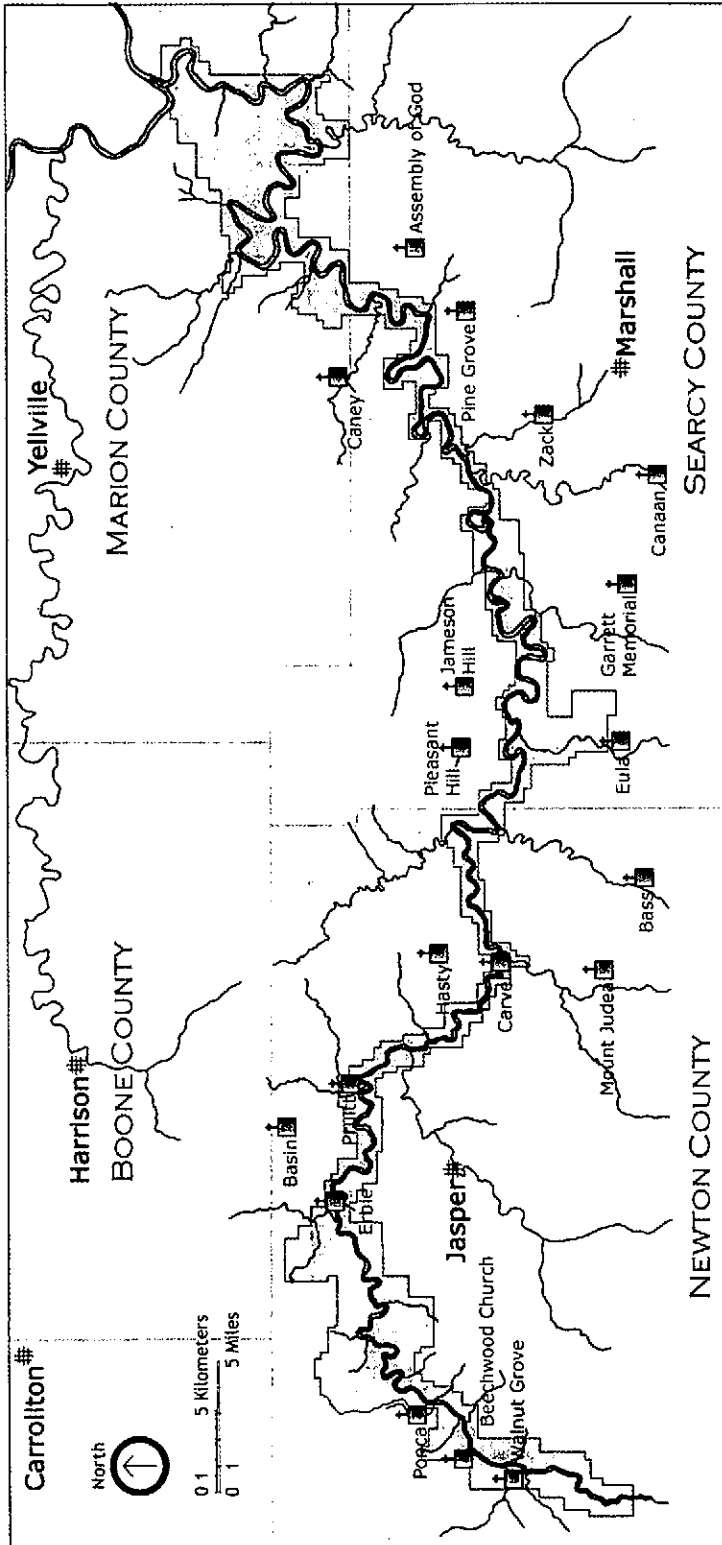 Carrollton
North
0 1 5 Kilometers
0 1 5 Miles
Harrison
BOONE COUNTY
Yellville
MARION COUNTY
Basin
Erbie
Pruitt
Ponca
Beechwood Church
Walnut Grove
Jasper
Hasty
Carver
Mount Judea
Bass
NEWTON COUNTY
Pleasant
Hill
Jameson
Hill
Eula
Garrett
Memorial
Canaan
Zack
Caney
Pine Grove
Assembly of God
Marshall
SEARCY COUNTY